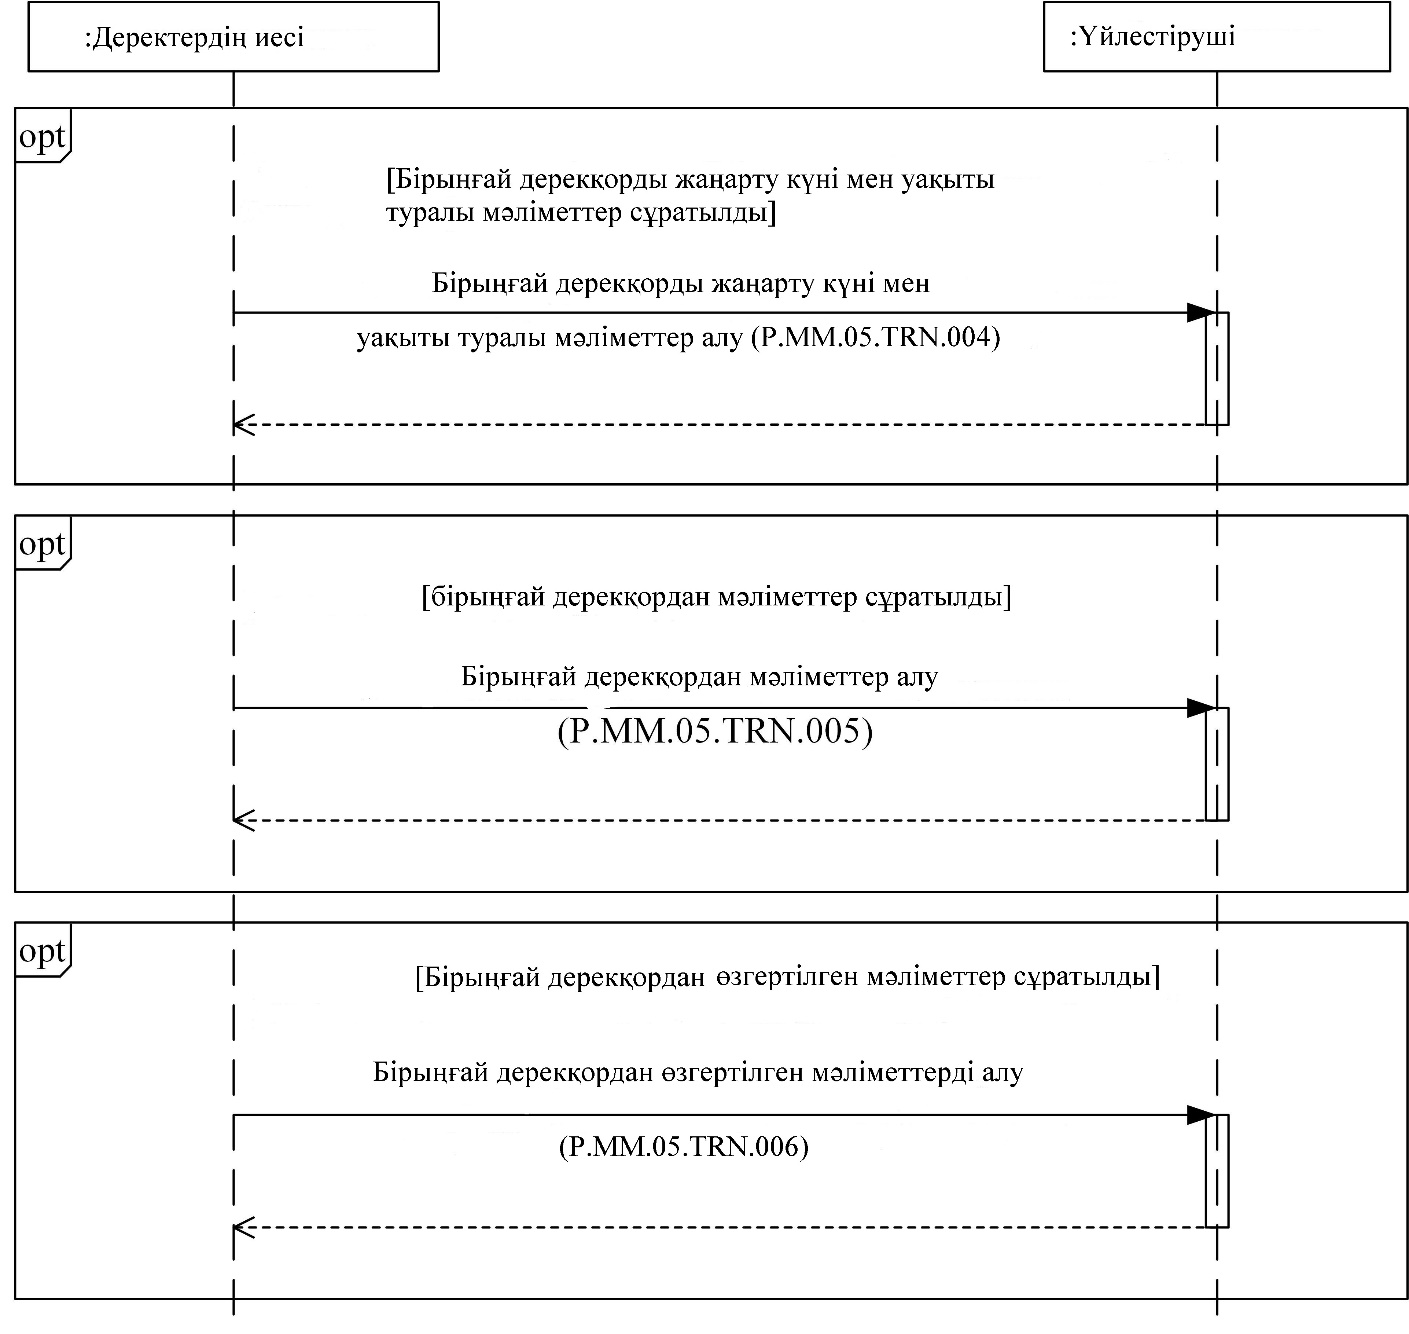 :Деректердің иесі
:Үйлестіруші
opt
[Бірынғай дерекқорды жаңарту күні мен уақыты
туралы мәліметтер сұратылды]
Бірыңғай дерекқорды жаңарту күні мен
уақыты туралы мәліметтер алу (P.MM.05.TRN.004)
opt
[бірыңғай дерекқордан мәліметтер сұратылды]
Бірыңғай дерекқордан мәліметтер алу
(P.MM.05.TRN.005)
opt
[Бірыңғай дерекқордан өзгертілген мәліметтер сұратылды]
Бірыңғай дерекқордан өзгертілген мәліметтерді алу
(P.MM.05.TRN.006)